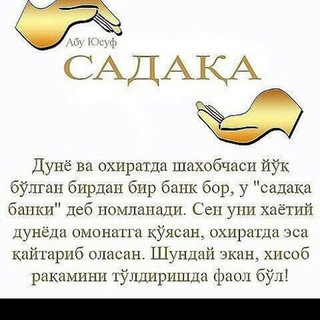 Абу Юсуф
САДАҚА
Дунё ва охиратда шахобчаси йўқ
бўлган бирдан бир банк бор, у "садақа
банки" деб номланади. Сен уни хаётий
дунёда омонатга қўясан, охиратда эса
қайтариб оласан. Шундай экан, хисоб
рақамини тўлдиришда фаол бўл!